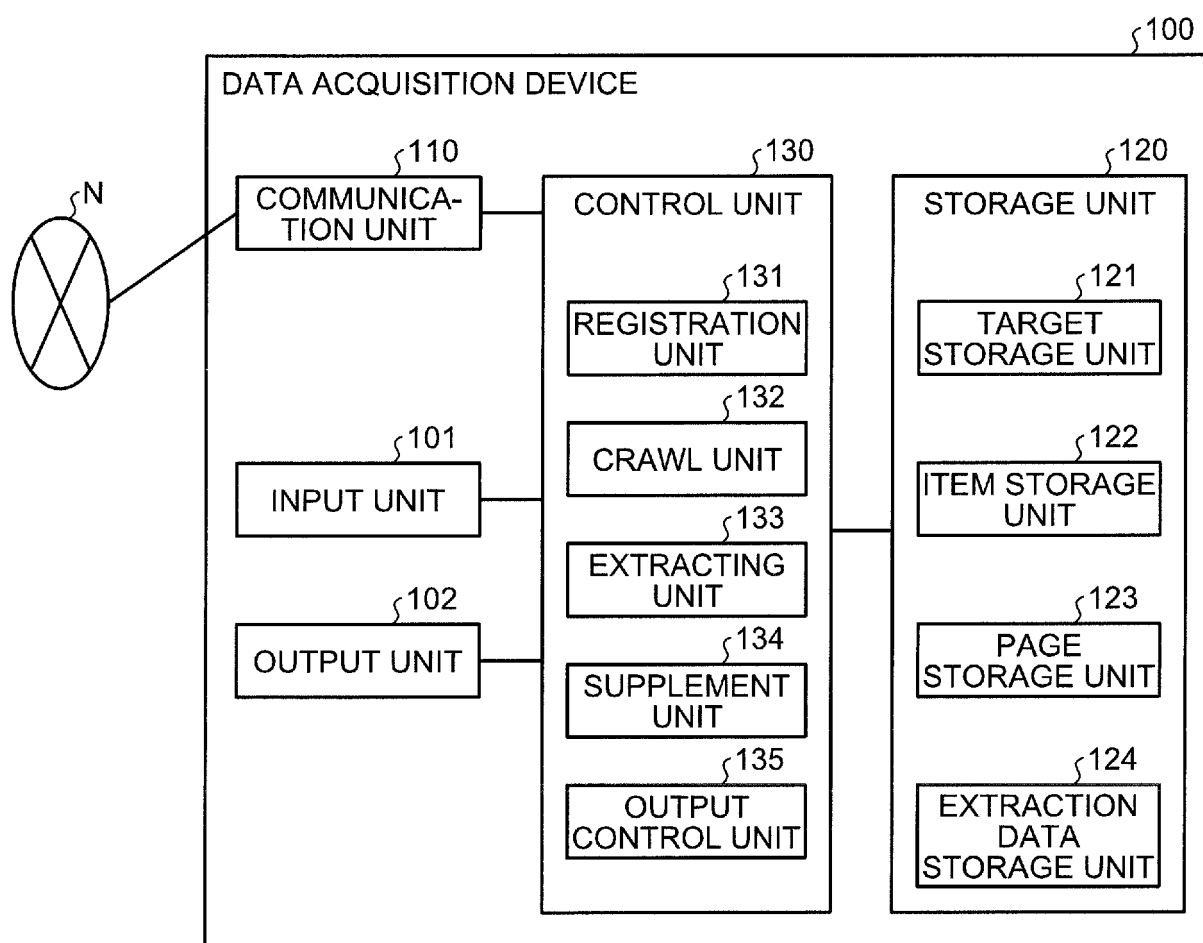 100
DATA ACQUISITION DEVICE
N
110
COMMUNICA-
TION UNIT
101
INPUT UNIT
102
OUTPUT UNIT
130
CONTROL UNIT
131
REGISTRATION
UNIT
132
CRAWL UNIT
133
EXTRACTING
UNIT
134
SUPPLEMENT
UNIT
135
OUTPUT
CONTROL UNIT
120
STORAGE UNIT
121
TARGET
STORAGE UNIT
122
ITEM STORAGE
UNIT
123
PAGE
STORAGE UNIT
124
EXTRACTION
DATA
STORAGE UNIT